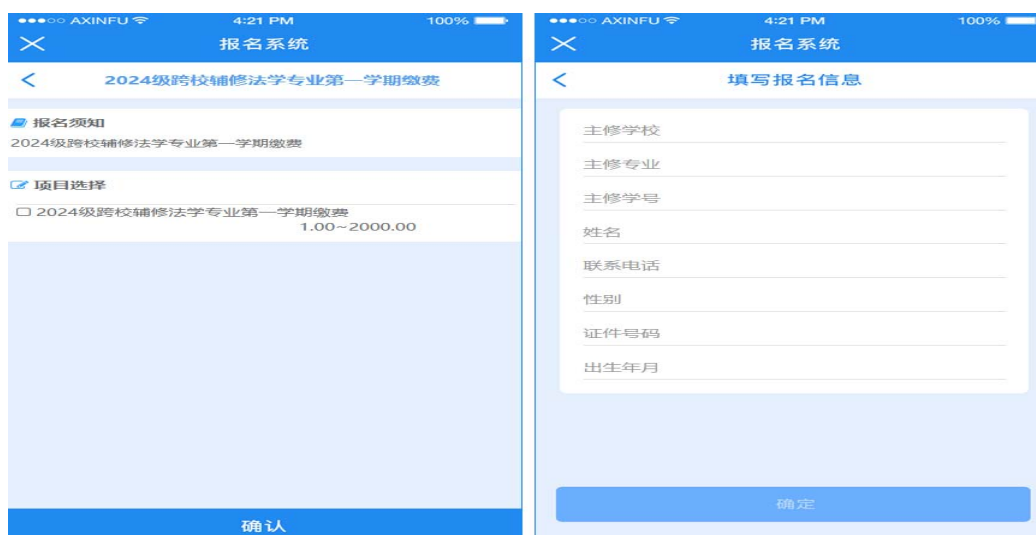 AXINFU 4:21 PM 100%
报名系统
2024级跨校辅修法学专业第一学期缴费
报名须知
2024级跨校辅修法学专业第一学期缴费
项目选择
2024级跨校辅修法学专业第一学期缴费
1.00~2000.00
确认
AXINFU 4:21 PM 100%
报名系统
填写报名信息
主修学校
主修专业
主修学号
姓名
联系电话
性别
证件号码
出生年月
确定